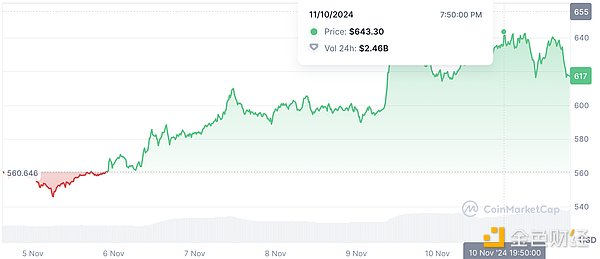 11/10/2024 7:50:00 PM
Price: $643.30
Vol 24h: $2.46B
655
640
617
600
580
560
540
560.646
CoinMarketCap
金色财经
USD
5 Nov 6 Nov 7 Nov 8 Nov 9 Nov 10 Nov 10 Nov '24 19:50:00